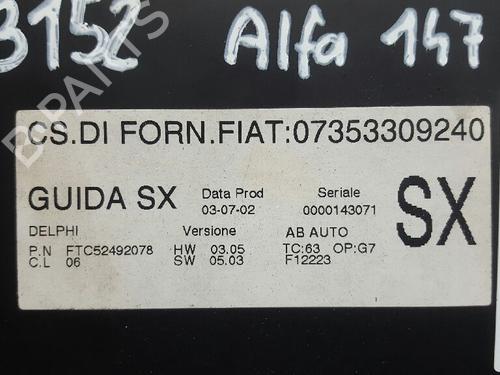 3152 Alfa 147
CS.DI FORN.FIAT:07353309240
GUIDA SX Data Prod Seriale SX
03-07-02 0000143071
DELPHI Versione AB AUTO
P.N FTC52492078 HW 03.05 TC:63 OP:G7
C.L 06 SW 05.03 F12223
B-PARTS